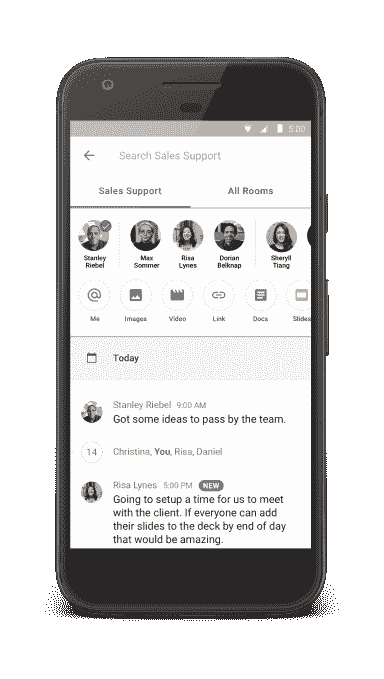 5:00
Search Sales Support
Sales Support
All Rooms
Stanley Riebel
Max Sommer
Risa Lynes
Dorian Belknap
Sheryll Tiang
Me
Images
Video
Link
Docs
Slides
Today
Stanley Riebel 9:00 AM
Got some ideas to pass by the team.
14 Christina, You, Risa, Daniel
Risa Lynes 5:00 PM NEW
Going to setup a time for us to meet
with the client. If everyone can add
their slides to the deck by end of day
that would be amazing.